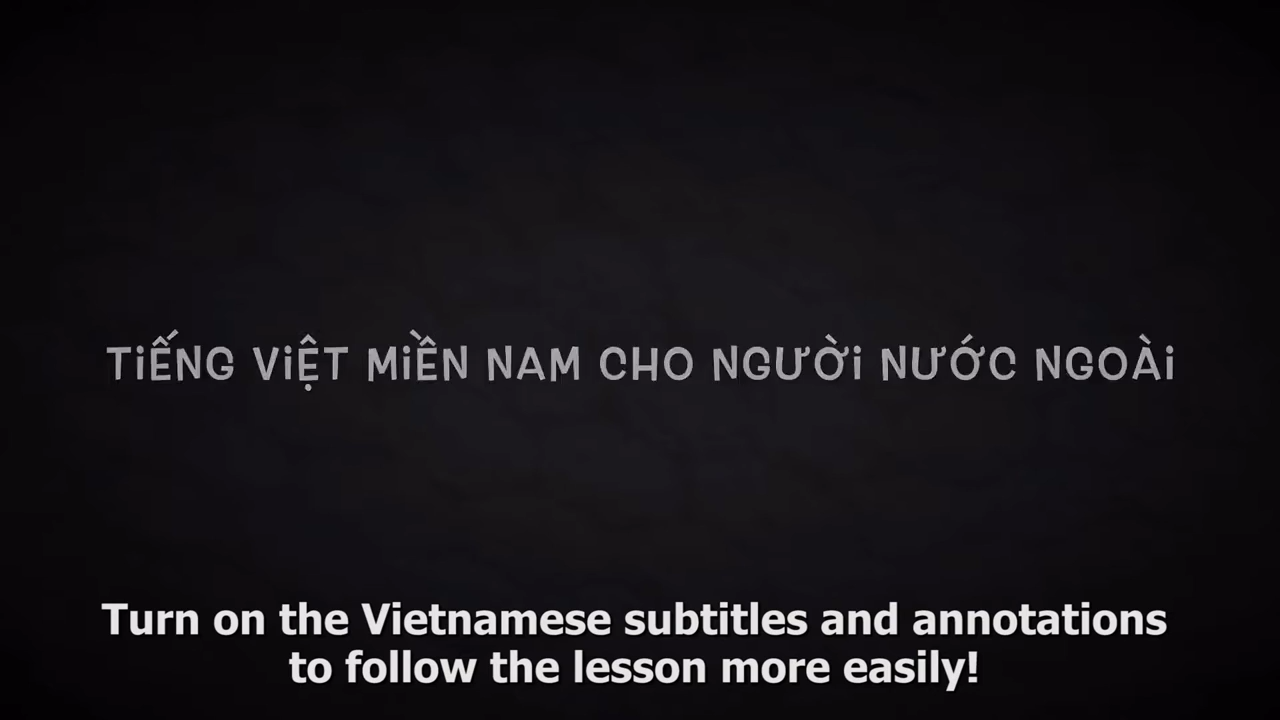 TiẾNG ViỆT MiỀN NAM CHO NGƯỜi NƯỚC NGOÀi
Turn on the Vietnamese subtitles and annotations
to follow the lesson more easily!